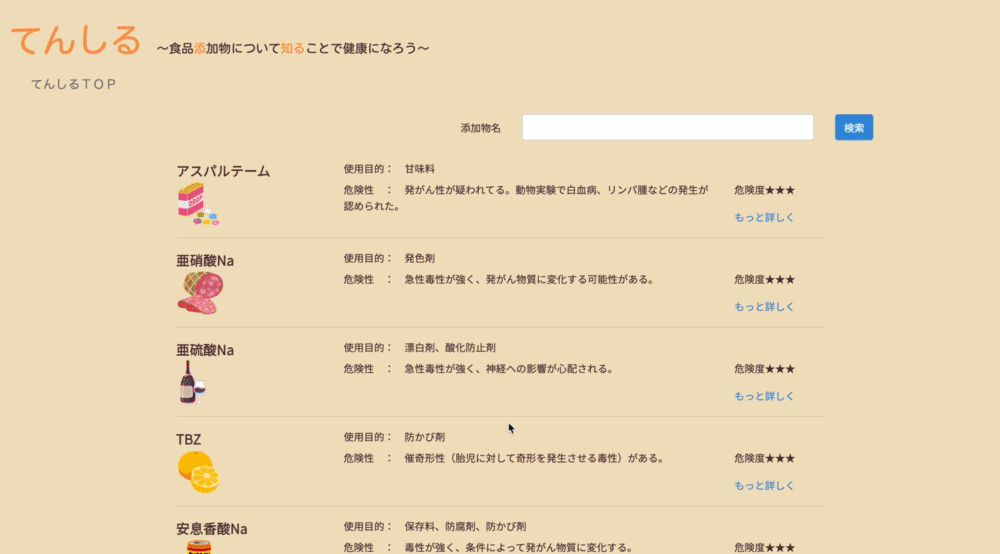 てんしる ～食品添加物について知ることで健康になろう～
てんしるＴＯＰ
添加物名 検索
アスパルテーム
使用目的： 甘味料
危険性 ： 発がん性が疑われてる。動物実験で白血病、リンパ腫などの発生が
認められた。
危険度★★★
もっと詳しく
亜硝酸Na
使用目的： 発色剤
危険性 ： 急性毒性が強く、発がん物質に変化する可能性がある。
危険度★★★
もっと詳しく
亜硫酸Na
使用目的： 漂白剤、酸化防止剤
危険性 ： 急性毒性が強く、神経への影響が心配される。
危険度★★★
もっと詳しく
TBZ
使用目的： 防かび剤
危険性 ： 催奇形性（胎児に対して奇形を発生させる毒性）がある。
危険度★★★
もっと詳しく
安息香酸Na
使用目的： 保存料、防腐剤、防かび剤
危険性 ： 毒性が強く、条件によって発がん物質に変化する。
危険度★★★